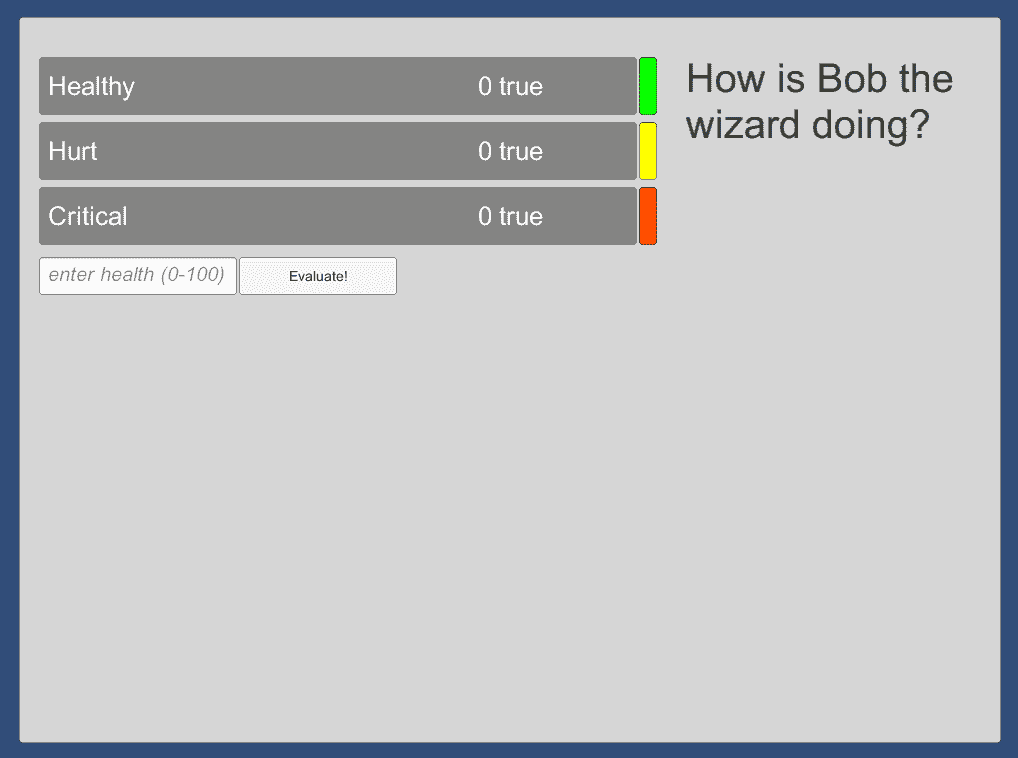 Healthy 0 true
Hurt 0 true
Critical 0 true
enter health (0-100) Evaluate!
How is Bob the
wizard doing?